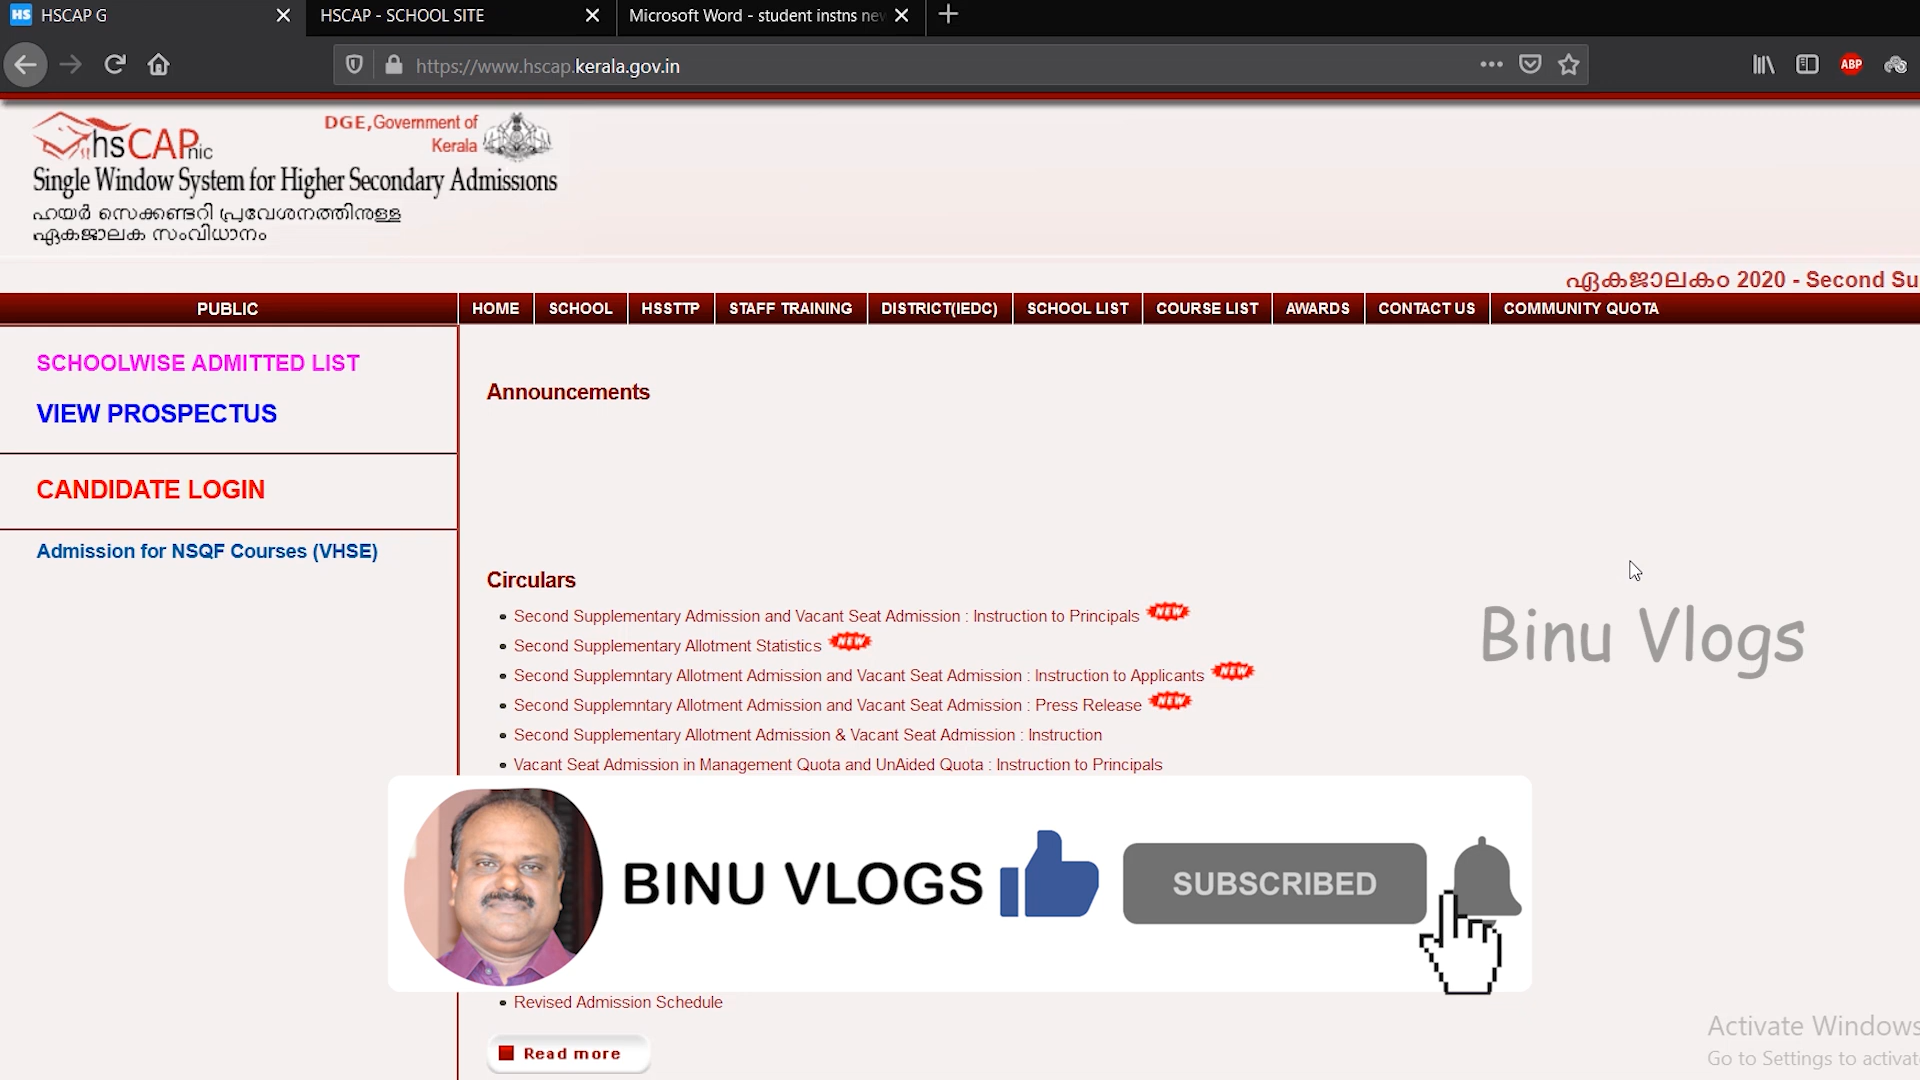 HSCAP G
HSCAP - SCHOOL SITE
Microsoft Word - student instns new
https://www.hscap.kerala.gov.in
ABP
hsCAPnic
DGE,Government of
Kerala
Single Window System for Higher Secondary Admissions
ഹയർ സെക്കണ്ടറി പ്രവേശനത്തിനുള്ള
ഏകജാലക സംവിധാനം
ഏകജാലകം 2020 - Second Su
PUBLIC
HOME
SCHOOL
HSSTTP
STAFF TRAINING
DISTRICT(IEDC)
SCHOOL LIST
COURSE LIST
AWARDS
CONTACT US
COMMUNITY QUOTA
SCHOOLWISE ADMITTED LIST
VIEW PROSPECTUS
CANDIDATE LOGIN
Admission for NSQF Courses (VHSE)
Announcements
Circulars
Second Supplementary Admission and Vacant Seat Admission : Instruction to Principals NEW
Second Supplementary Allotment Statistics NEW
Second Supplemntary Allotment Admission and Vacant Seat Admission : Instruction to Applicants NEW
Second Supplemntary Allotment Admission and Vacant Seat Admission : Press Release NEW
Second Supplementary Allotment Admission & Vacant Seat Admission : Instruction
Vacant Seat Admission in Management Quota and UnAided Quota : Instruction to Principals
Binu Vlogs
BINU VLOGS
SUBSCRIBED
Revised Admission Schedule
Read more
Activate Windows
Go to Settings to activat